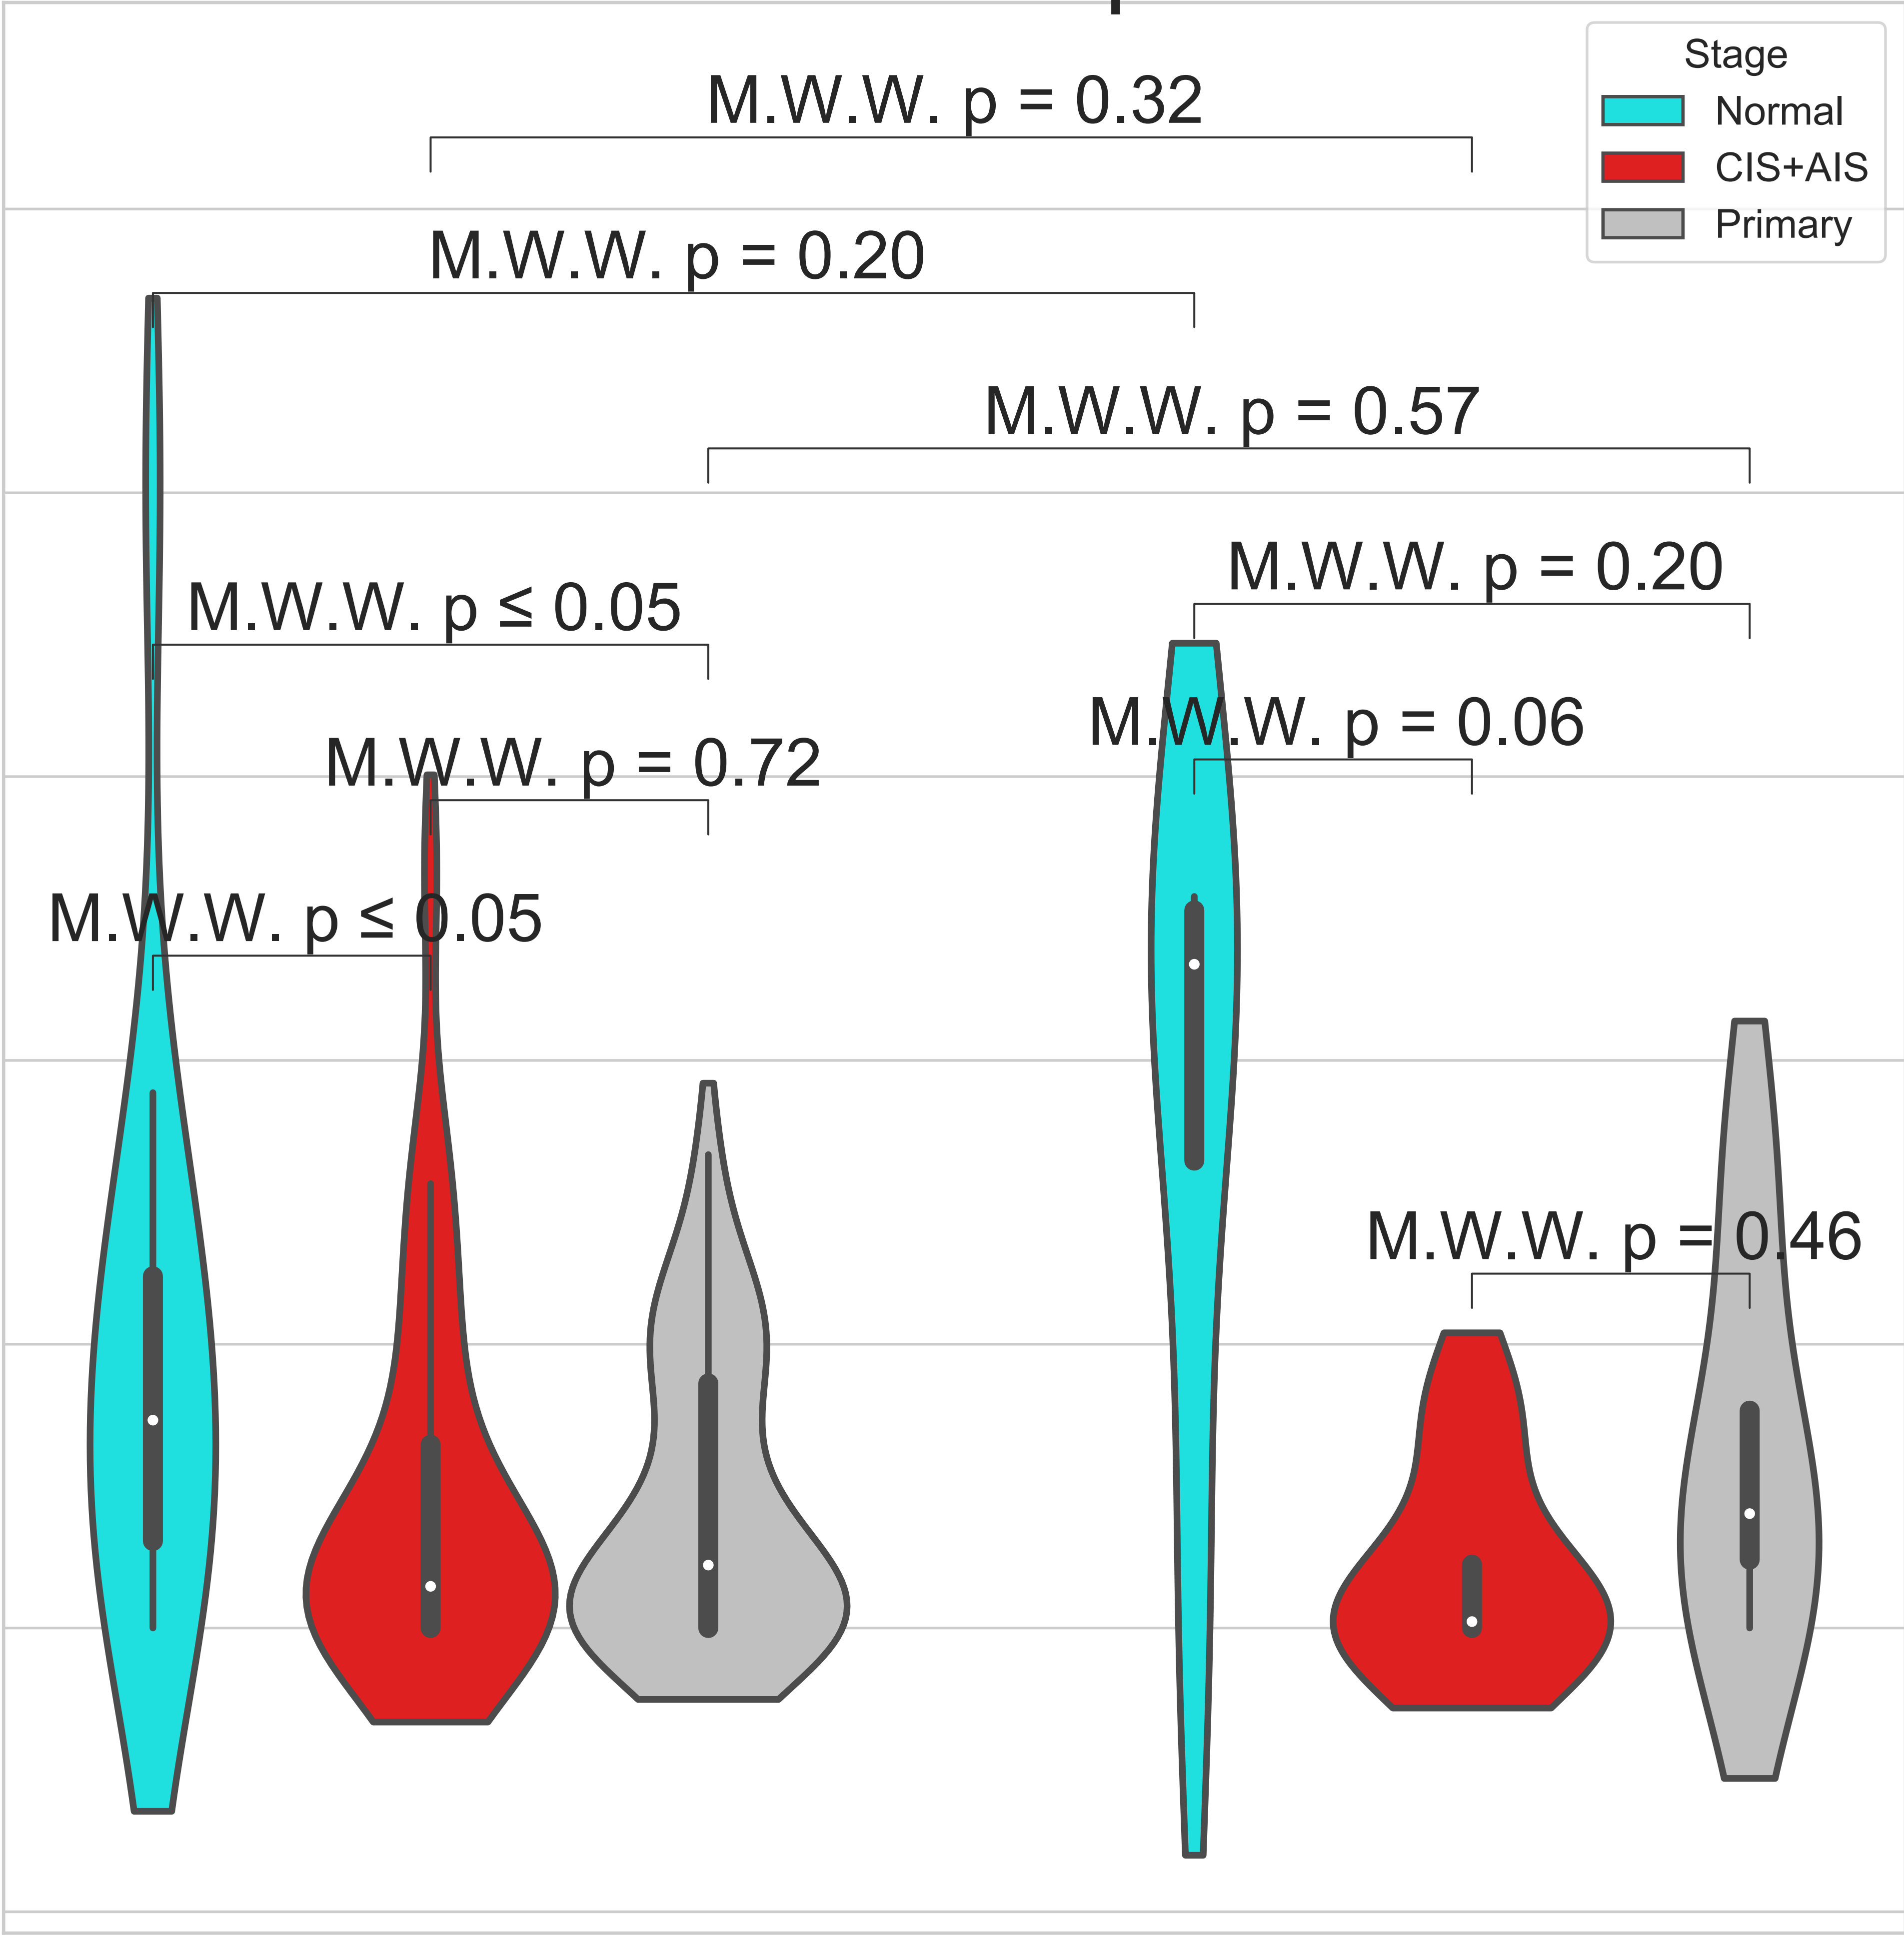 Stage
Normal
CIS+AIS
Primary
M.W.W. p = 0.32
M.W.W. p = 0.20
M.W.W. p = 0.57
M.W.W. p = 0.20
M.W.W. p ≤ 0.05
M.W.W. p = 0.06
M.W.W. p = 0.72
M.W.W. p ≤ 0.05
M.W.W. p = 0.46